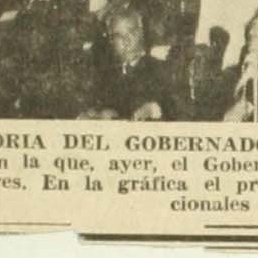 ORIA DEL GOBERNADO
n la que, ayer, el Gober
res. En la gráfica el pr
cionales